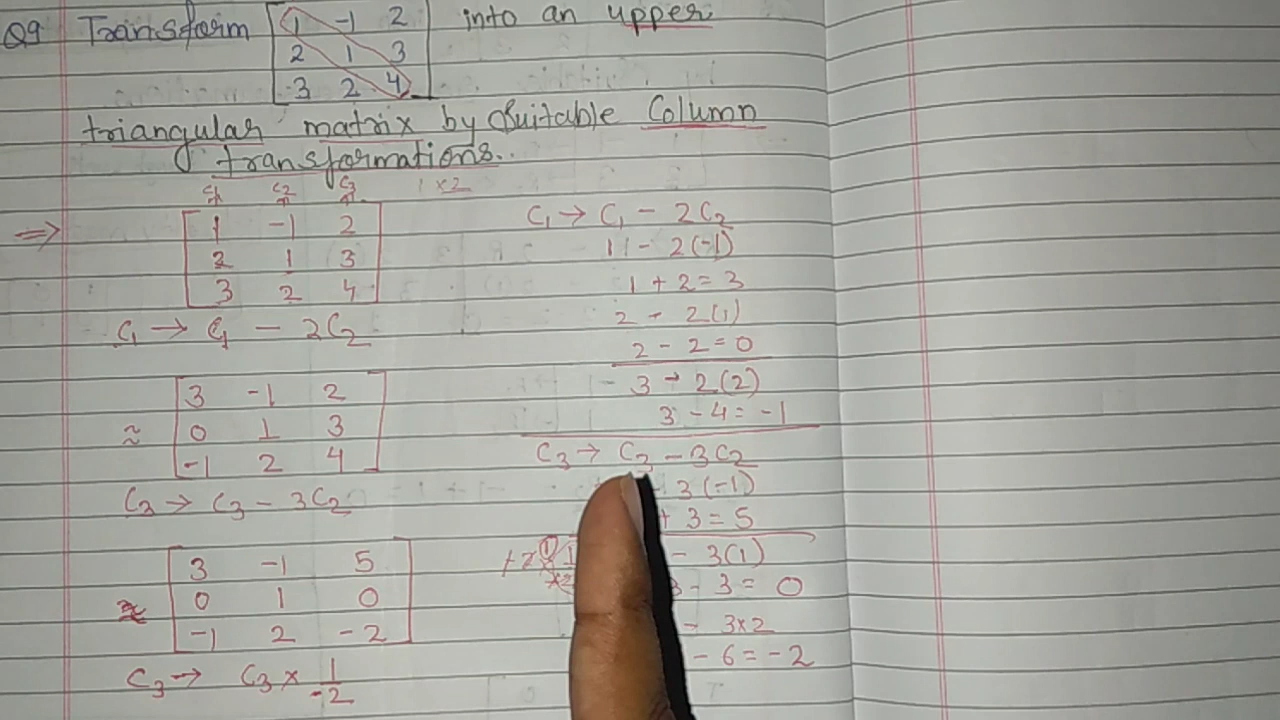 Q9 Transform [1 -1 2 into an upper
2 1 3
3 2 4]
triangular matrix by Suitable Column
transformations..
C1 C2 C3 1×2
⇒ [1 -1 2
2 1 3
3 2 4]
C1 → C1 - 2C2
≈ [3 -1 2
0 1 3
-1 2 4]
C3 → C3 - 3C2
≈ [3 -1 5
0 1 0
-1 2 -2]
C3 → C3 × 1/-2
C1 → C1 - 2C2
1 - 2(-1)
1 + 2 = 3
2 - 2(1)
2 - 2 = 0
3 - 2(2)
3 - 4 = -1
C3 → C3 - 3C2
3(-1)
+ 3 = 5
- 3(1)
3 - 3 = 0
- 3×2
- 6 = -2